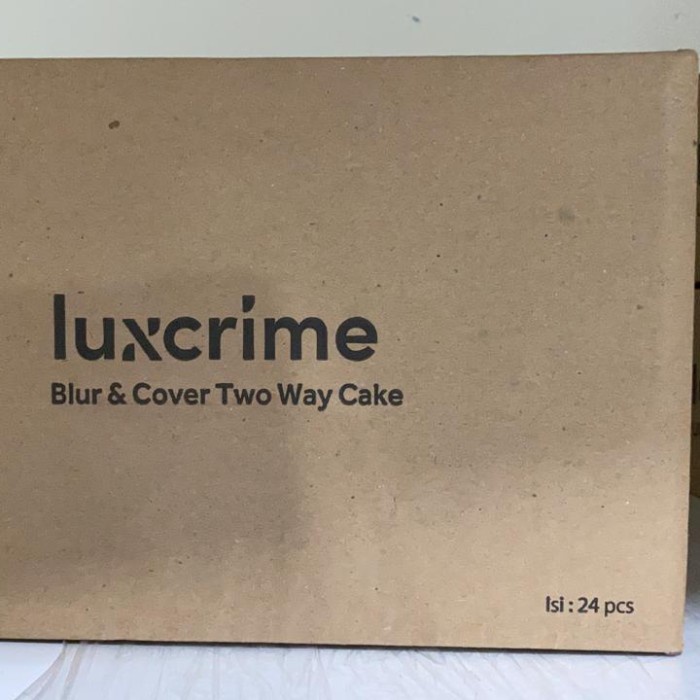 luxcrime
Blur & Cover Two Way Cake
Isi : 24 pcs